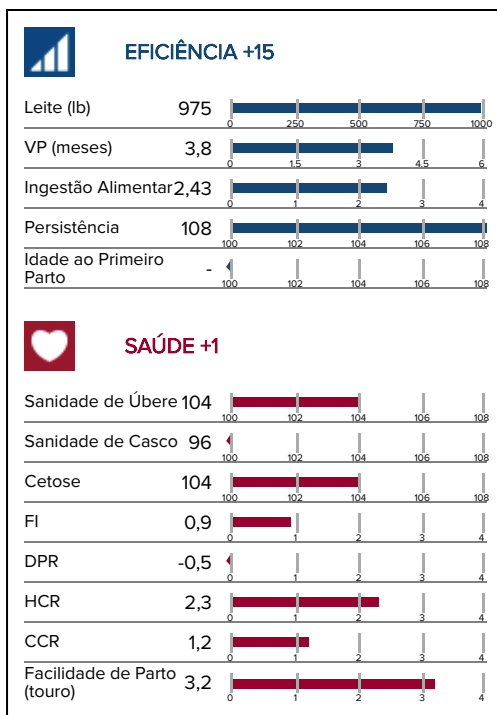 EFICIÊNCIA +15
Leite (lb) 975
0 250 500 750 1000
VP (meses) 3,8
0 1.5 3 4.5 6
Ingestão Alimentar 2,43
0 1 2 3 4
Persistência 108
100 102 104 106 108
Idade ao Primeiro
Parto -
100 102 104 106 108
SAÚDE +1
Sanidade de Úbere 104
100 102 104 106 108
Sanidade de Casco 96
100 102 104 106 108
Cetose 104
100 102 104 106 108
FI 0,9
0 1 2 3 4
DPR -0,5
0 1 2 3 4
HCR 2,3
0 1 2 3 4
CCR 1,2
0 1 2 3 4
Facilidade de Parto
(touro) 3,2
0 1 2 3 4